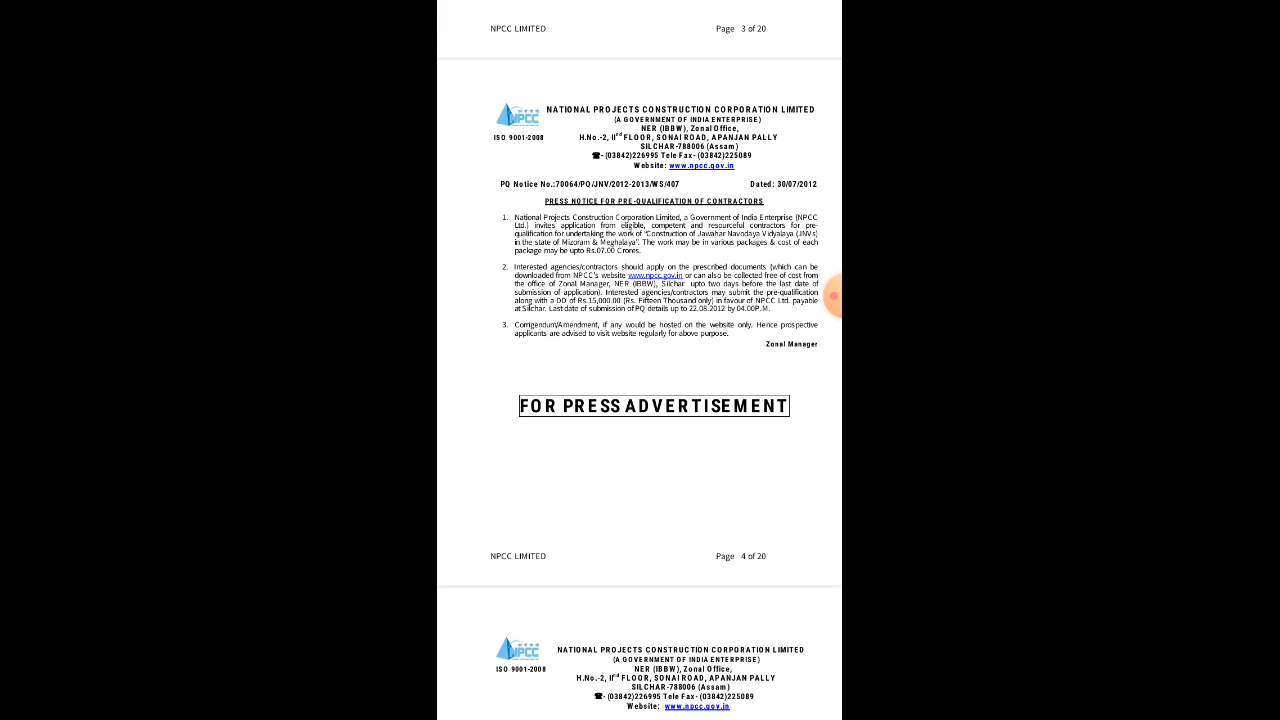 NPCC LIMITED Page 3 of 20
NPCC NATIONAL PROJECTS CONSTRUCTION CORPORATION LIMITED
(A GOVERNMENT OF INDIA ENTERPRISE)
NER (IBBW), Zonal Office,
ISO 9001-2008 H.No.-2, IInd FLOOR, SONAI ROAD, APANJAN PALLY
SILCHAR-788006 (Assam)
☎- (03842)226995 Tele Fax- (03842)225089
Website: www.npcc.gov.in
PQ Notice No.:70064/PQ/JNV/2012-2013/WS/407 Dated: 30/07/2012
PRESS NOTICE FOR PRE-QUALIFICATION OF CONTRACTORS
1. National Projects Construction Corporation Limited, a Government of India Enterprise (NPCC
Ltd.) invites application from eligible, competent and resourceful contractors for pre-
qualification for undertaking the work of "Construction of Jawahar Navodaya Vidyalaya (JNVs)
in the state of Mizoram & Meghalaya". The work may be in various packages & cost of each
package may be upto Rs.07.00 Crores.
2. Interested agencies/contractors should apply on the prescribed documents (which can be
downloaded from NPCC's website www.npcc.gov.in or can also be collected free of cost from
the office of Zonal Manager, NER (IBBW), Silchar upto two days before the last date of
submission of application). Interested agencies/contractors may submit the pre-qualification
along with a DD of Rs.15,000.00 (Rs. Fifteen Thousand only) in favour of NPCC Ltd. payable
at Silchar. Last date of submission of PQ details up to 22.08.2012 by 04.00P.M.
3. Corrigendum/Amendment, if any would be hosted on the website only. Hence prospective
applicants are advised to visit website regularly for above purpose.
Zonal Manager
FOR PRESS ADVERTISEMENT
NPCC LIMITED Page 4 of 20
NPCC NATIONAL PROJECTS CONSTRUCTION CORPORATION LIMITED
(A GOVERNMENT OF INDIA ENTERPRISE)
ISO 9001-2008 NER (IBBW), Zonal Office,
H.No.-2, IInd FLOOR, SONAI ROAD, APANJAN PALLY
SILCHAR-788006 (Assam)
☎- (03842)226995 Tele Fax- (03842)225089
Website: www.npcc.gov.in